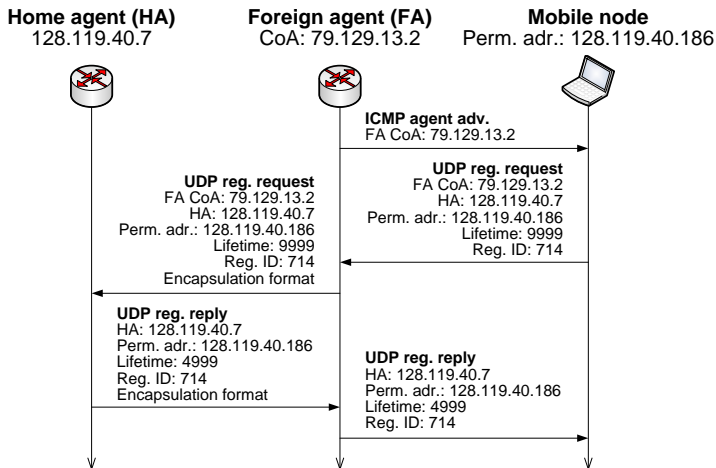 Home agent (HA)
128.119.40.7
Foreign agent (FA)
CoA: 79.129.13.2
Mobile node
Perm. adr.: 128.119.40.186
ICMP agent adv.
FA CoA: 79.129.13.2
UDP reg. request
FA CoA: 79.129.13.2
HA: 128.119.40.7
Perm. adr.: 128.119.40.186
Lifetime: 9999
Reg. ID: 714
UDP reg. request
FA CoA: 79.129.13.2
HA: 128.119.40.7
Perm. adr.: 128.119.40.186
Lifetime: 9999
Reg. ID: 714
Encapsulation format
UDP reg. reply
HA: 128.119.40.7
Perm. adr.: 128.119.40.186
Lifetime: 4999
Reg. ID: 714
Encapsulation format
UDP reg. reply
HA: 128.119.40.7
Perm. adr.: 128.119.40.186
Lifetime: 4999
Reg. ID: 714